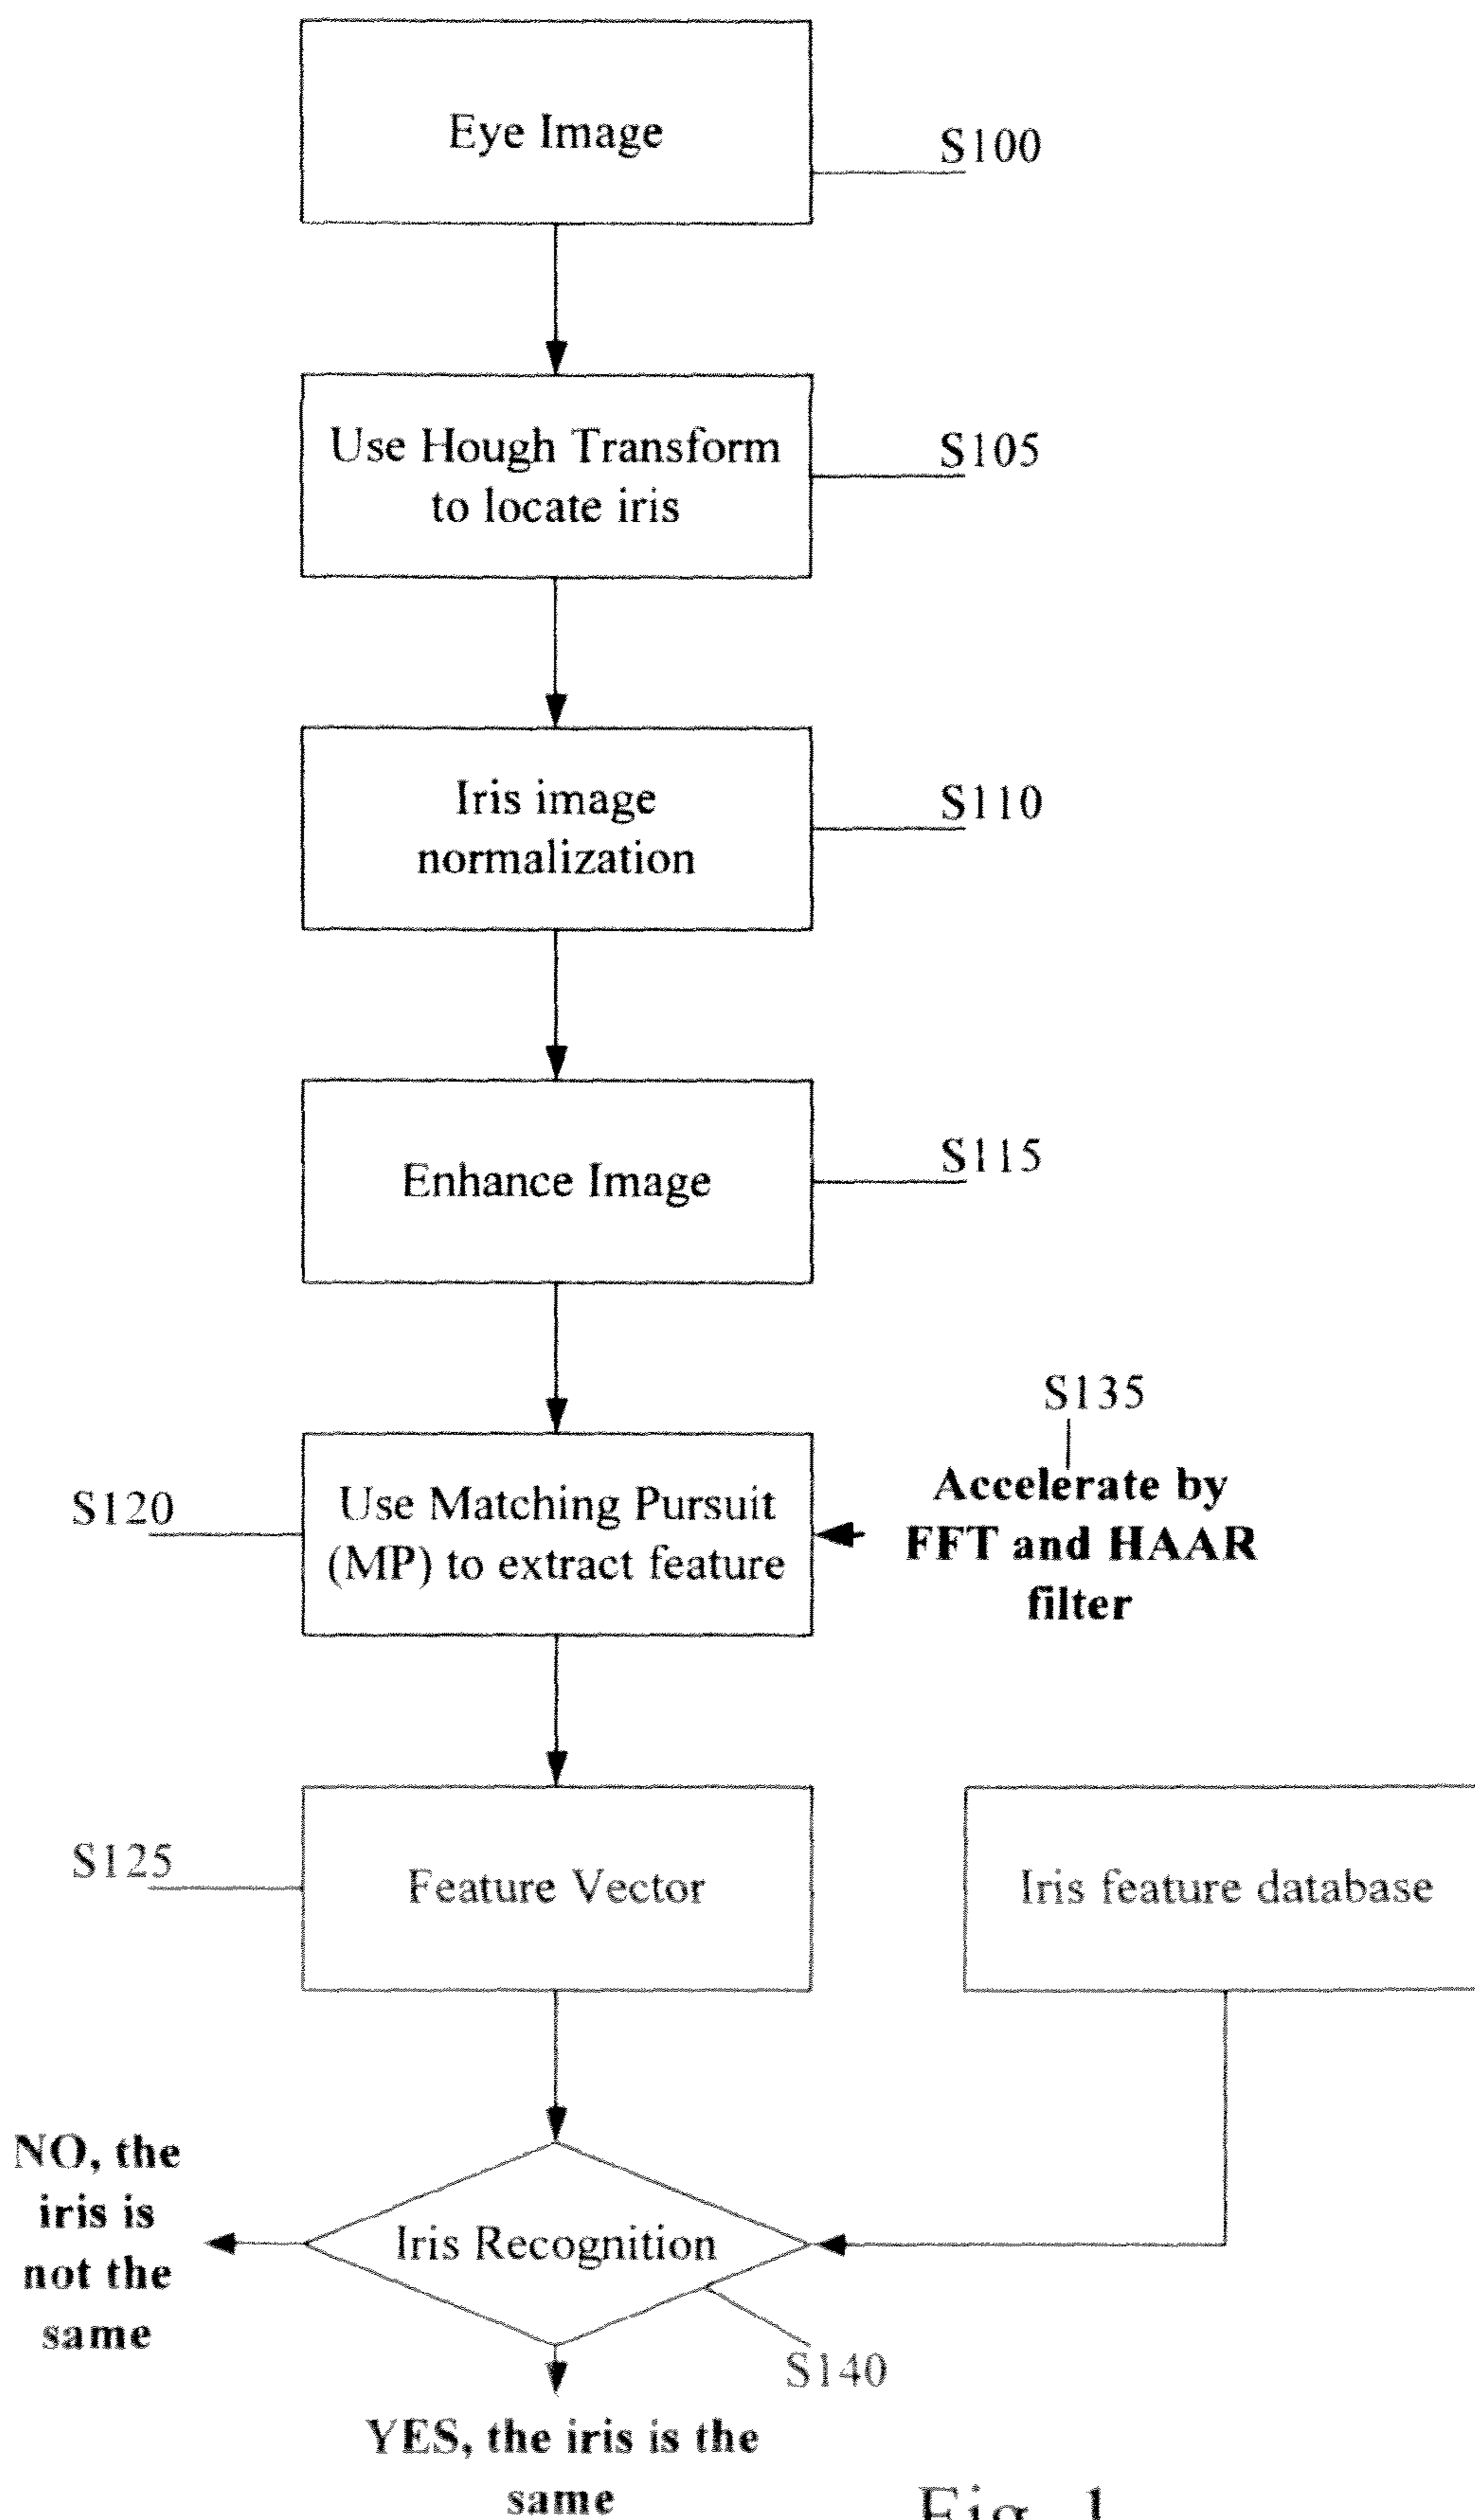 Eye Image
S100
Use Hough Transform
to locate iris
S105
Iris image
normalization
S110
Enhance Image
S115
S135
Accelerate by
FFT and HAAR
filter
S120
Use Matching Pursuit
(MP) to extract feature
S125
Feature Vector
Iris feature database
NO, the
iris is
not the
same
Iris Recognition
S140
YES, the iris is the
same
Fig. 1